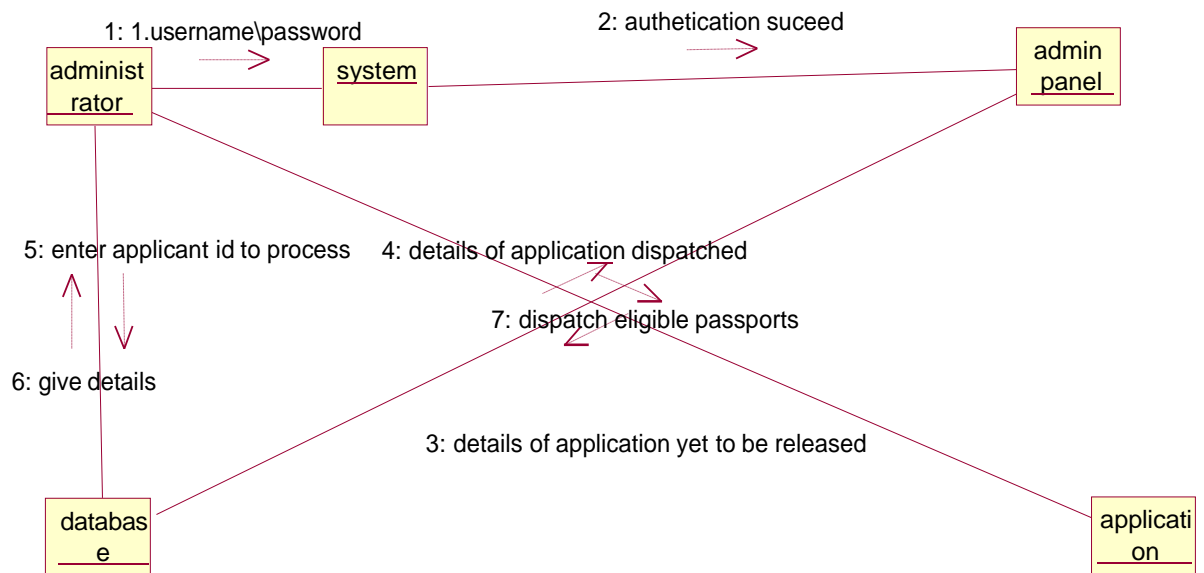 1: 1.username\password
2: authetication suceed
administ
rator
system
admin
panel
5: enter applicant id to process
4: details of application dispatched
7: dispatch eligible passports
6: give details
3: details of application yet to be released
databas
e
applicati
on